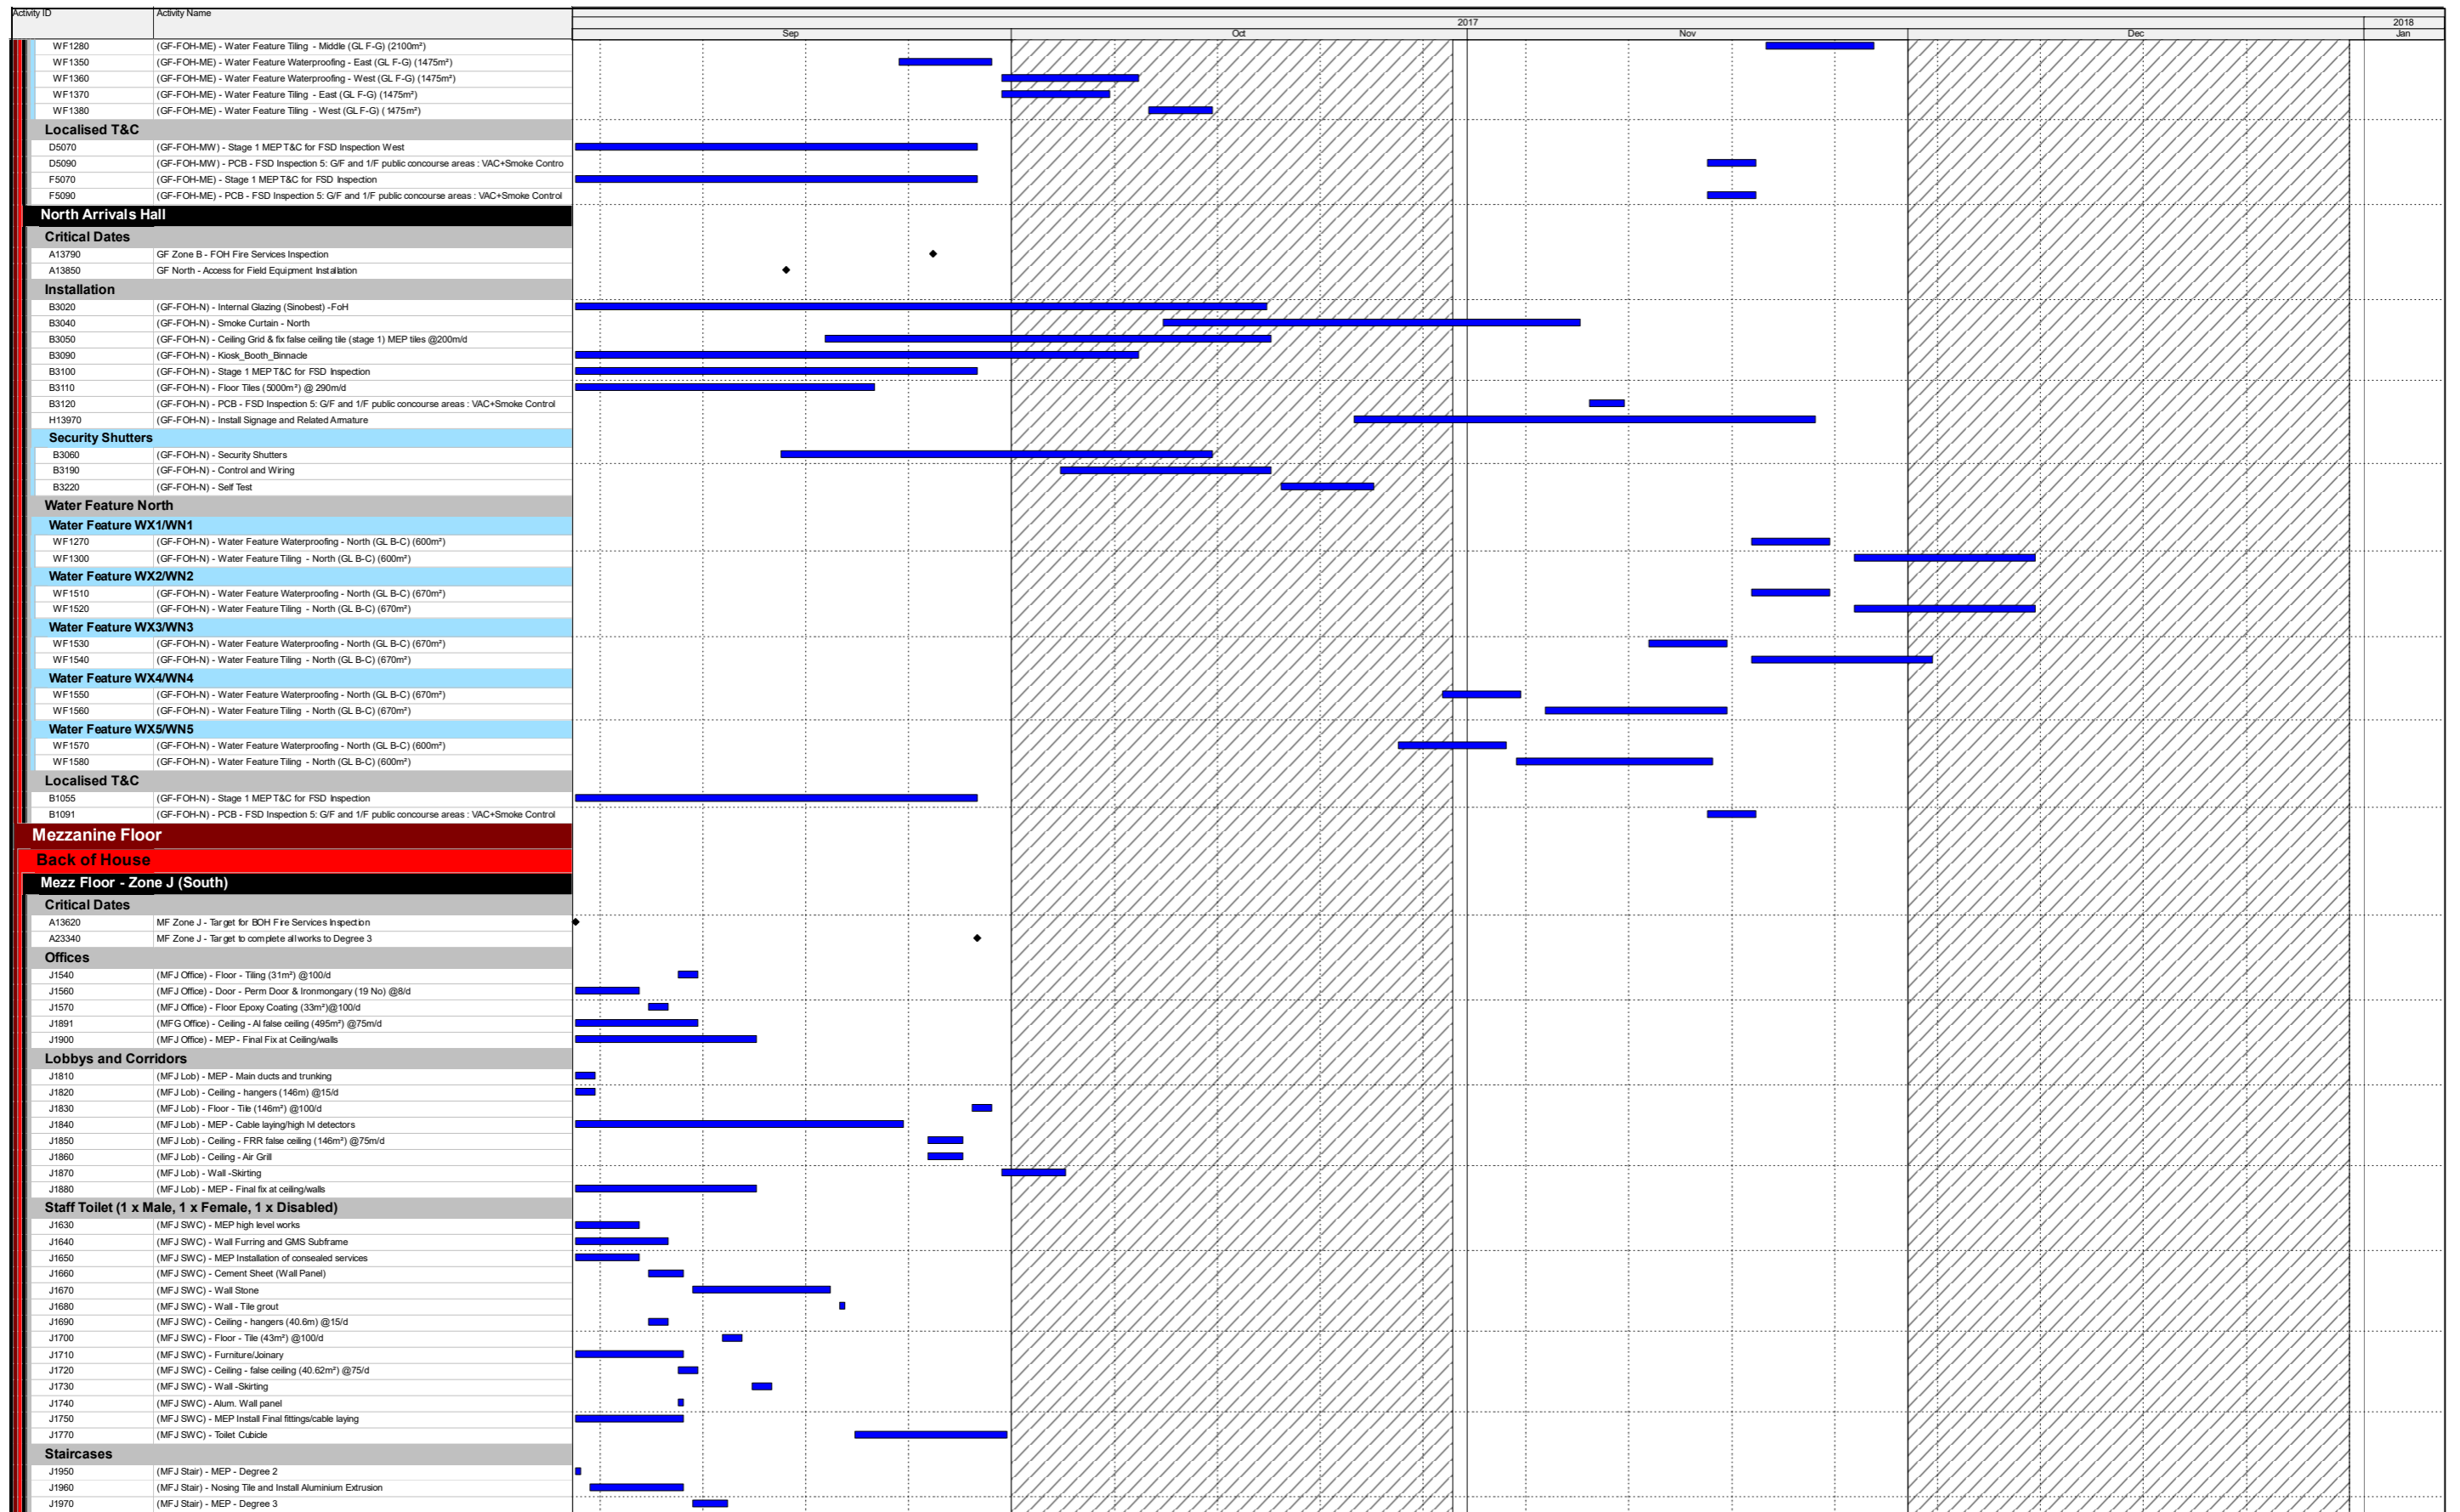 Activity ID Activity Name
2017 2018
Sep Oct Nov Dec Jan
WF1280 (GF-FOH-ME) - Water Feature Tiling - Middle (GL F-G) (2100m²)
WF1350 (GF-FOH-ME) - Water Feature Waterproofing - East (GL F-G) (1475m²)
WF1360 (GF-FOH-ME) - Water Feature Waterproofing - West (GL F-G) (1475m²)
WF1370 (GF-FOH-ME) - Water Feature Tiling - East (GL F-G) (1475m²)
WF1380 (GF-FOH-ME) - Water Feature Tiling - West (GL F-G) (1475m²)
Localised T&C
D5070 (GF-FOH-MW) - Stage 1 MEP T&C for FSD Inspection West
D5090 (GF-FOH-MW) - PCB - FSD Inspection 5: G/F and 1/F public concourse areas : VAC+Smoke Contro
F5070 (GF-FOH-ME) - Stage 1 MEP T&C for FSD Inspection
F5090 (GF-FOH-ME) - PCB - FSD Inspection 5: G/F and 1/F public concourse areas : VAC+Smoke Control
North Arrivals Hall
Critical Dates
A13790 GF Zone B - FOH Fire Services Inspection
A13850 GF North - Access for Field Equipment Installation
Installation
B3020 (GF-FOH-N) - Internal Glazing (Sinobest) -FoH
B3040 (GF-FOH-N) - Smoke Curtain - North
B3050 (GF-FOH-N) - Ceiling Grid & fix false ceiling tile (stage 1) MEP tiles @200m/d
B3090 (GF-FOH-N) - Kiosk_Booth_Binnacle
B3100 (GF-FOH-N) - Stage 1 MEP T&C for FSD Inspection
B3110 (GF-FOH-N) - Floor Tiles (5000m²) @ 290m/d
B3120 (GF-FOH-N) - PCB - FSD Inspection 5: G/F and 1/F public concourse areas : VAC+Smoke Control
H13970 (GF-FOH-N) - Install Signage and Related Armature
Security Shutters
B3060 (GF-FOH-N) - Security Shutters
B3190 (GF-FOH-N) - Control and Wiring
B3220 (GF-FOH-N) - Self Test
Water Feature North
Water Feature WX1/WN1
WF1270 (GF-FOH-N) - Water Feature Waterproofing - North (GL B-C) (600m²)
WF1300 (GF-FOH-N) - Water Feature Tiling - North (GL B-C) (600m²)
Water Feature WX2/WN2
WF1510 (GF-FOH-N) - Water Feature Waterproofing - North (GL B-C) (670m²)
WF1520 (GF-FOH-N) - Water Feature Tiling - North (GL B-C) (670m²)
Water Feature WX3/WN3
WF1530 (GF-FOH-N) - Water Feature Waterproofing - North (GL B-C) (670m²)
WF1540 (GF-FOH-N) - Water Feature Tiling - North (GL B-C) (670m²)
Water Feature WX4/WN4
WF1550 (GF-FOH-N) - Water Feature Waterproofing - North (GL B-C) (670m²)
WF1560 (GF-FOH-N) - Water Feature Tiling - North (GL B-C) (670m²)
Water Feature WX5/WN5
WF1570 (GF-FOH-N) - Water Feature Waterproofing - North (GL B-C) (600m²)
WF1580 (GF-FOH-N) - Water Feature Tiling - North (GL B-C) (600m²)
Localised T&C
B1055 (GF-FOH-N) - Stage 1 MEP T&C for FSD Inspection
B1091 (GF-FOH-N) - PCB - FSD Inspection 5: G/F and 1/F public concourse areas : VAC+Smoke Control
Mezzanine Floor
Back of House
Mezz Floor - Zone J (South)
Critical Dates
A13620 MF Zone J - Target for BOH Fire Services Inspection
A23340 MF Zone J - Target to complete all works to Degree 3
Offices
J1540 (MFJ Office) - Floor - Tiling (31m²) @100/d
J1560 (MFJ Office) - Door - Perm Door & Ironmongary (19 No) @8/d
J1570 (MFJ Office) - Floor Epoxy Coating (33m²)@100/d
J1891 (MFG Office) - Ceiling - Al false ceiling (495m²) @75m/d
J1900 (MFJ Office) - MEP - Final Fix at Ceiling/walls
Lobbys and Corridors
J1810 (MFJ Lob) - MEP - Main ducts and trunking
J1820 (MFJ Lob) - Ceiling - hangers (146m) @15/d
J1830 (MFJ Lob) - Floor - Tile (146m²) @100/d
J1840 (MFJ Lob) - MEP - Cable laying/high lvl detectors
J1850 (MFJ Lob) - Ceiling - FRR false ceiling (146m²) @75m/d
J1860 (MFJ Lob) - Ceiling - Air Grill
J1870 (MFJ Lob) - Wall -Skirting
J1880 (MFJ Lob) - MEP - Final fix at ceiling/walls
Staff Toilet (1 x Male, 1 x Female, 1 x Disabled)
J1630 (MFJ SWC) - MEP high level works
J1640 (MFJ SWC) - Wall Furring and GMS Subframe
J1650 (MFJ SWC) - MEP Installation of consealed services
J1660 (MFJ SWC) - Cement Sheet (Wall Panel)
J1670 (MFJ SWC) - Wall Stone
J1680 (MFJ SWC) - Wall - Tile grout
J1690 (MFJ SWC) - Ceiling - hangers (40.6m) @15/d
J1700 (MFJ SWC) - Floor - Tile (43m²) @100/d
J1710 (MFJ SWC) - Furniture/Joinary
J1720 (MFJ SWC) - Ceiling - false ceiling (40.62m²) @75/d
J1730 (MFJ SWC) - Wall -Skirting
J1740 (MFJ SWC) - Alum. Wall panel
J1750 (MFJ SWC) - MEP Install Final fittings/cable laying
J1770 (MFJ SWC) - Toilet Cubicle
Staircases
J1950 (MFJ Stair) - MEP - Degree 2
J1960 (MFJ Stair) - Nosing Tile and Install Aluminium Extrusion
J1970 (MFJ Stair) - MEP - Degree 3